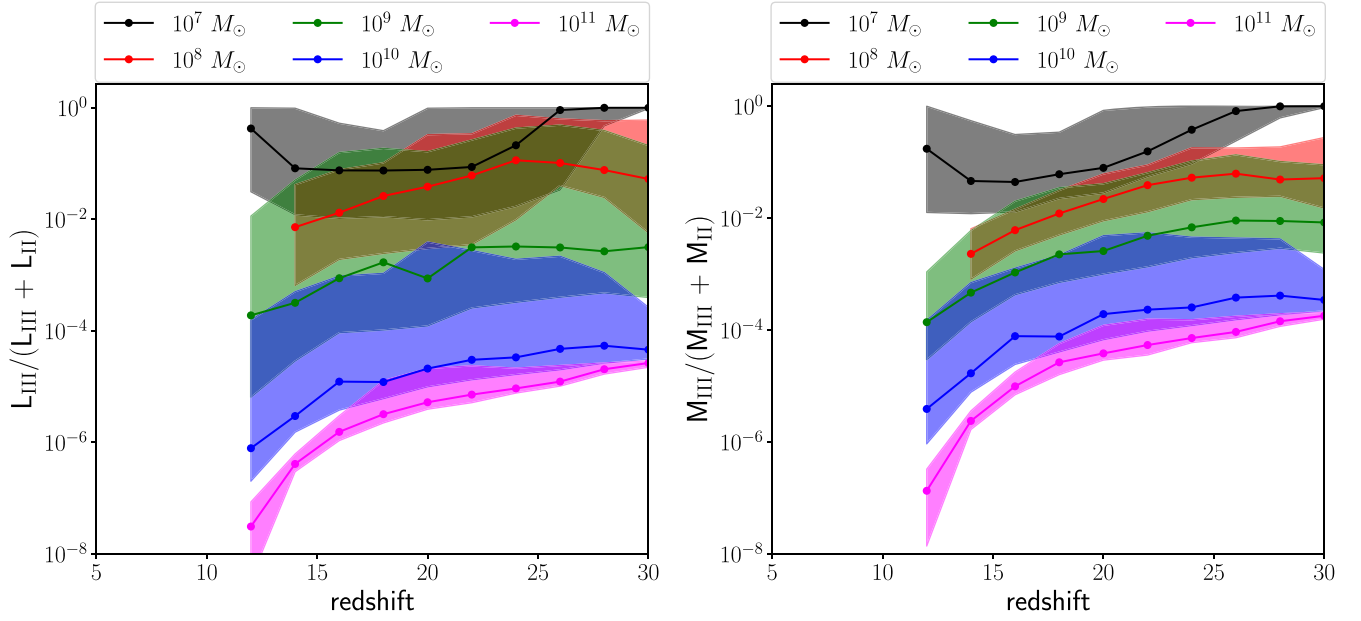 10^7 M_⊙ 10^9 M_⊙ 10^11 M_⊙
10^8 M_⊙ 10^10 M_⊙
L_III/(L_III + L_II)
10^0
10^−2
10^−4
10^−6
10^−8
5 10 15 20 25 30
redshift
10^7 M_⊙ 10^9 M_⊙ 10^11 M_⊙
10^8 M_⊙ 10^10 M_⊙
M_III/(M_III + M_II)
10^0
10^−2
10^−4
10^−6
10^−8
5 10 15 20 25 30
redshift